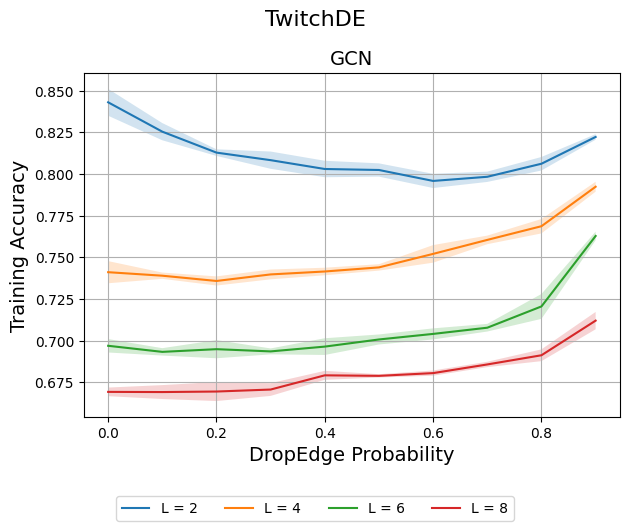 TwitchDE
GCN
Training Accuracy
0.850
0.825
0.800
0.775
0.750
0.725
0.700
0.675
0.0 0.2 0.4 0.6 0.8
DropEdge Probability
L = 2 L = 4 L = 6 L = 8